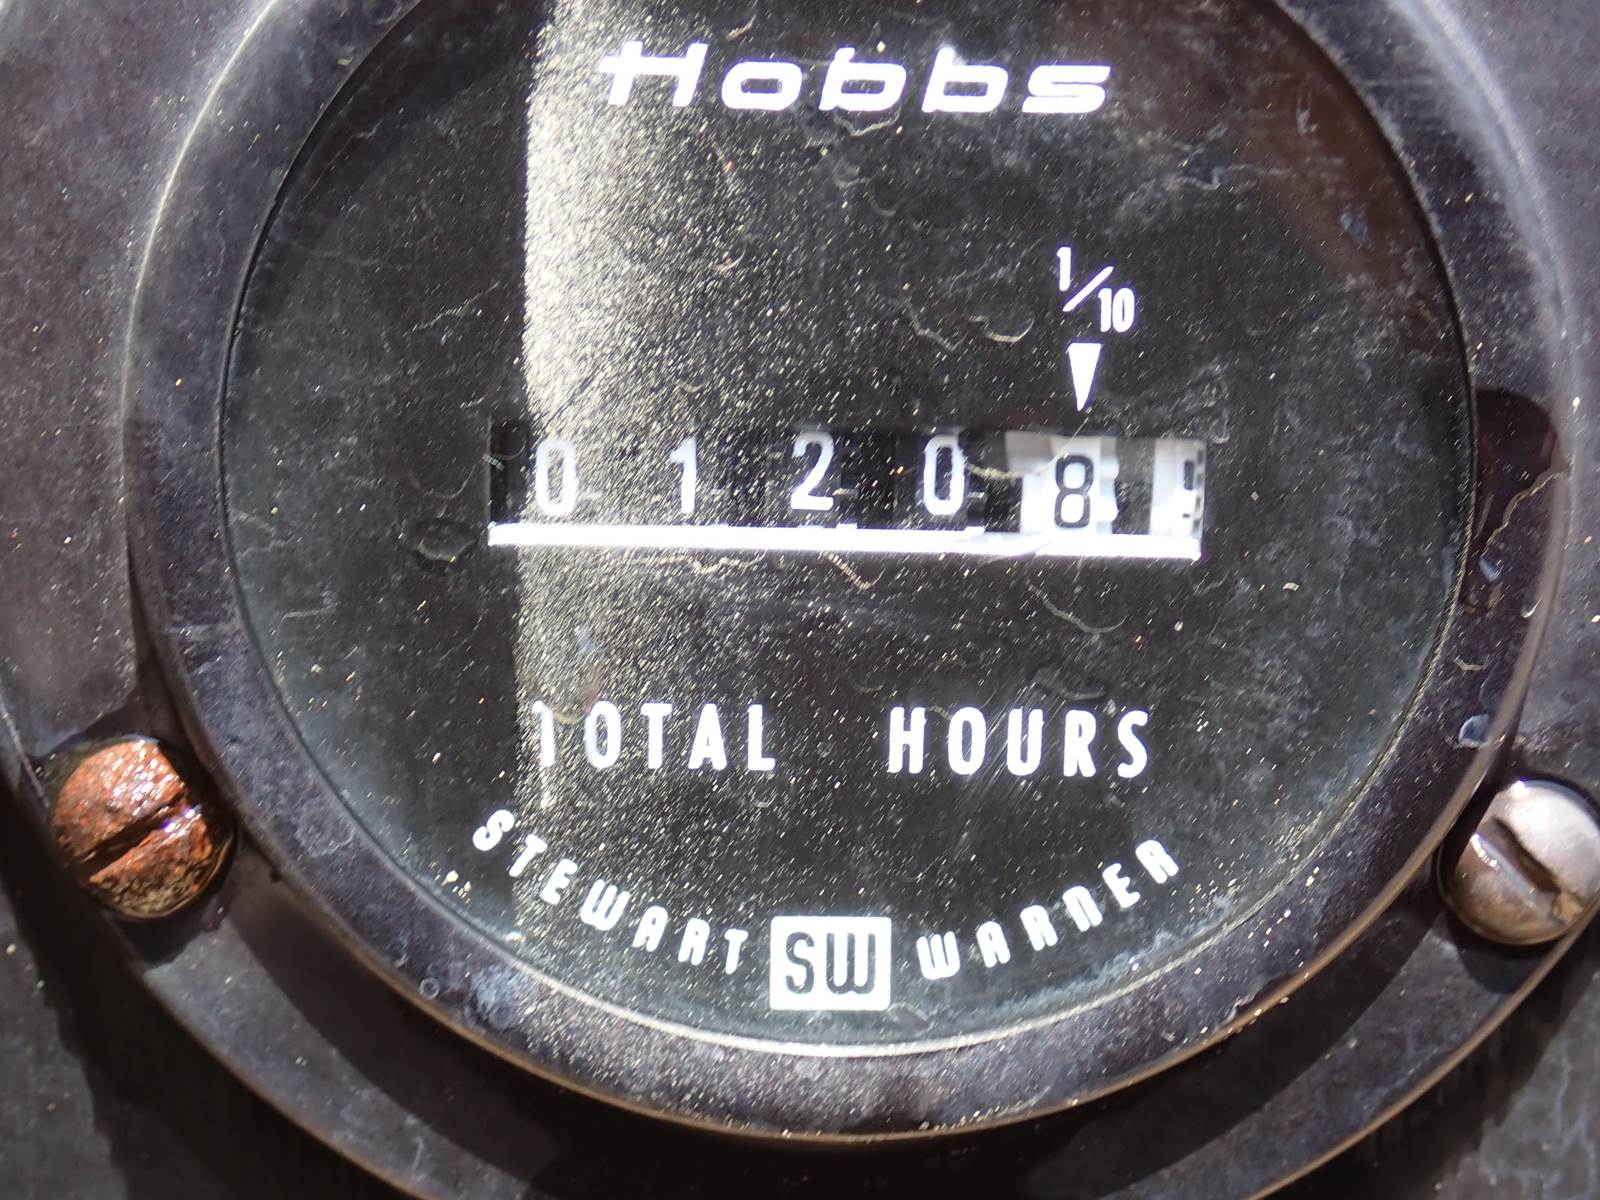 Hobbs
1/10
0 1 2 0 8
TOTAL HOURS
STEWART SW WARNER